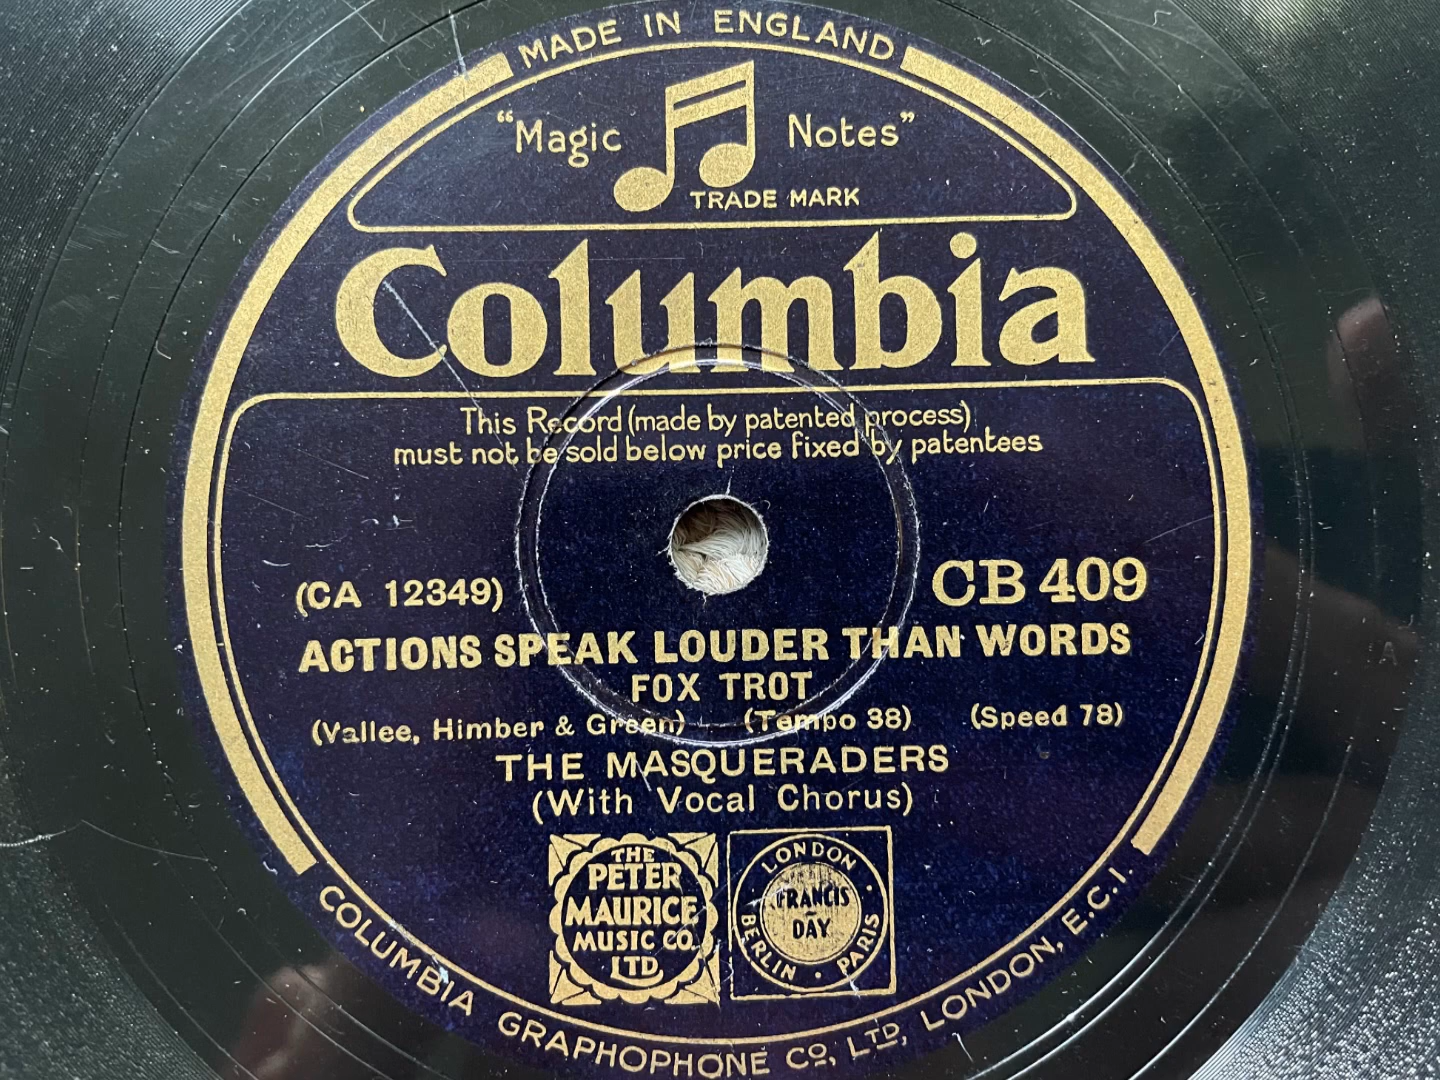 MADE IN ENGLAND
"Magic Notes"
TRADE MARK
Columbia
This Record (made by patented process)
must not be sold below price fixed by patentees
(CA 12349) CB 409
ACTIONS SPEAK LOUDER THAN WORDS
FOX TROT
(Vallee, Himber & Green) (Tempo 38) (Speed 78)
THE MASQUERADERS
(With Vocal Chorus)
THE
PETER
MAURICE
MUSIC CO.
LTD.
LONDON · BERLIN · PARIS ·
FRANCIS
-
DAY
COLUMBIA GRAPHOPHONE Co, LTD, LONDON, E.C.1.